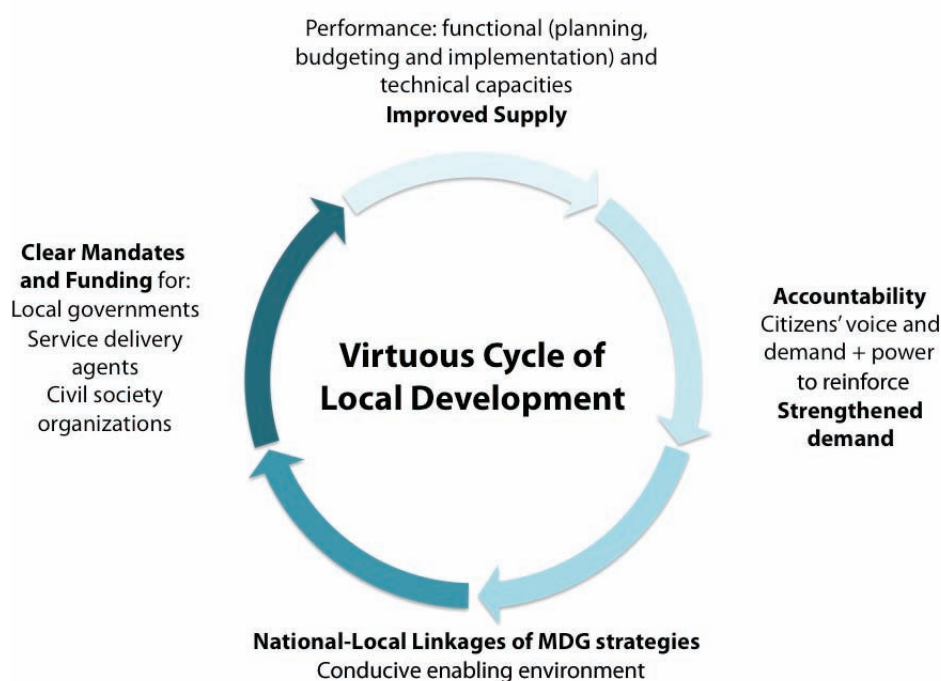 Performance: functional (planning,
budgeting and implementation) and
technical capacities
Improved Supply
Clear Mandates
and Funding for:
Local governments
Service delivery
agents
Civil society
organizations
Virtuous Cycle of
Local Development
Accountability
Citizens’ voice and
demand + power
to reinforce
Strengthened
demand
National-Local Linkages of MDG strategies
Conducive enabling environment